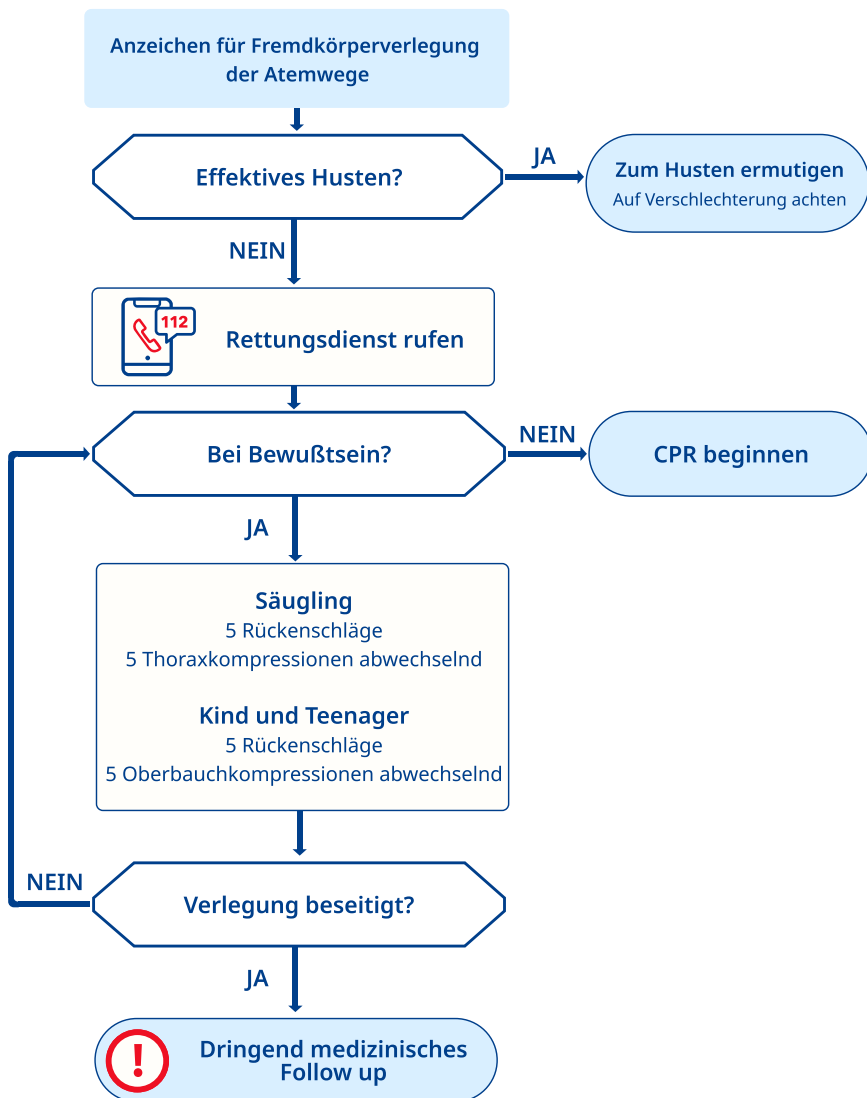 Anzeichen für Fremdkörperverlegung
der Atemwege
Effektives Husten?
JA
Zum Husten ermutigen
Auf Verschlechterung achten
NEIN
112
Rettungsdienst rufen
Bei Bewußtsein?
NEIN
CPR beginnen
JA
Säugling
5 Rückenschläge
5 Thoraxkompressionen abwechselnd
Kind und Teenager
5 Rückenschläge
5 Oberbauchkompressionen abwechselnd
NEIN
Verlegung beseitigt?
JA
!
Dringend medizinisches
Follow up